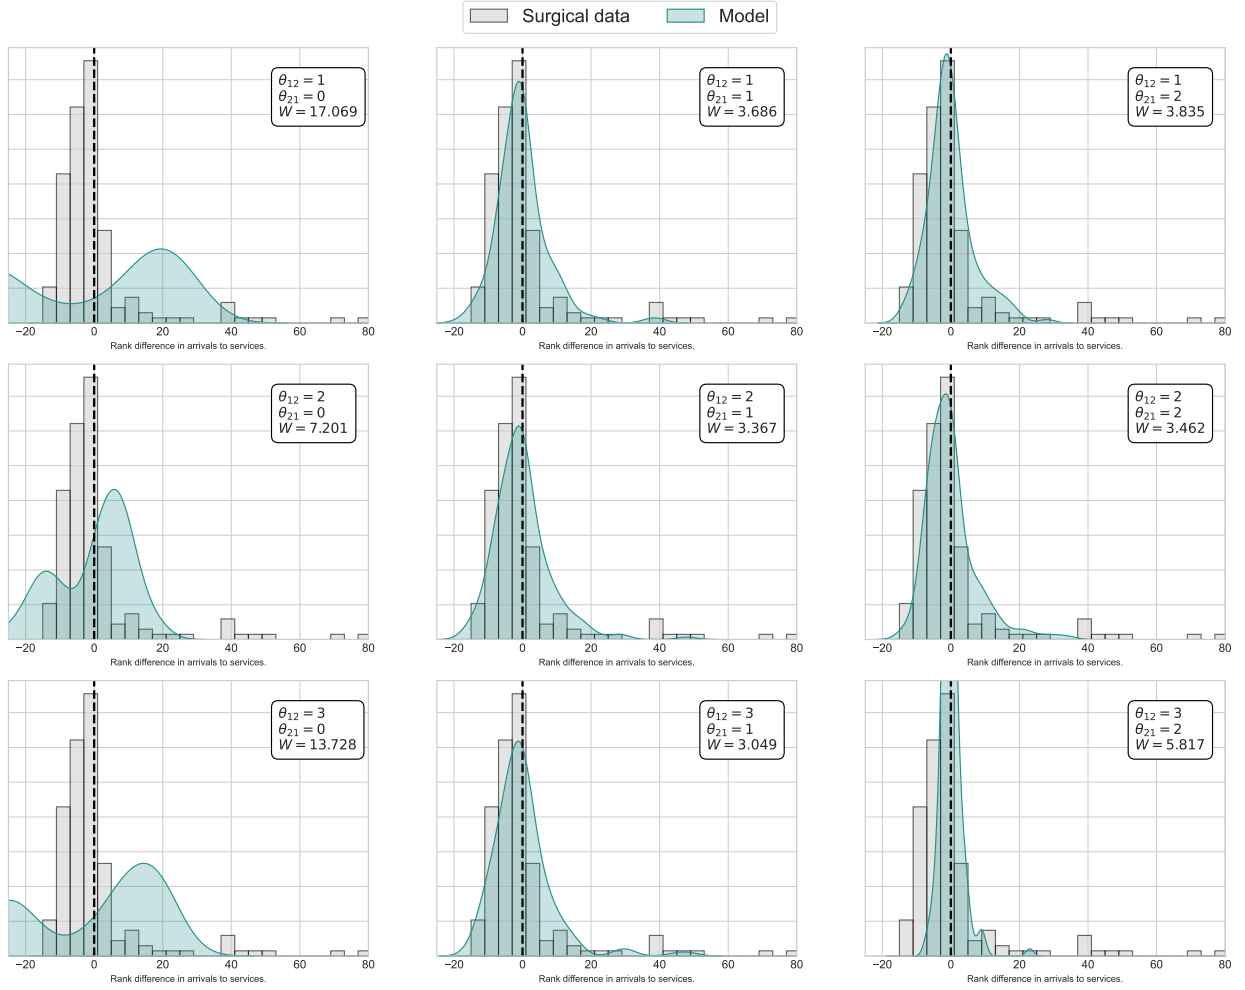 Surgical data Model
θ12 = 1
θ21 = 0
W = 17.069
−20 0 20 40 60 80
Rank difference in arrivals to services.
θ12 = 1
θ21 = 1
W = 3.686
−20 0 20 40 60 80
Rank difference in arrivals to services.
θ12 = 1
θ21 = 2
W = 3.835
−20 0 20 40 60 80
Rank difference in arrivals to services.
θ12 = 2
θ21 = 0
W = 7.201
−20 0 20 40 60 80
Rank difference in arrivals to services.
θ12 = 2
θ21 = 1
W = 3.367
−20 0 20 40 60 80
Rank difference in arrivals to services.
θ12 = 2
θ21 = 2
W = 3.462
−20 0 20 40 60 80
Rank difference in arrivals to services.
θ12 = 3
θ21 = 0
W = 13.728
−20 0 20 40 60 80
Rank difference in arrivals to services.
θ12 = 3
θ21 = 1
W = 3.049
−20 0 20 40 60 80
Rank difference in arrivals to services.
θ12 = 3
θ21 = 2
W = 5.817
−20 0 20 40 60 80
Rank difference in arrivals to services.